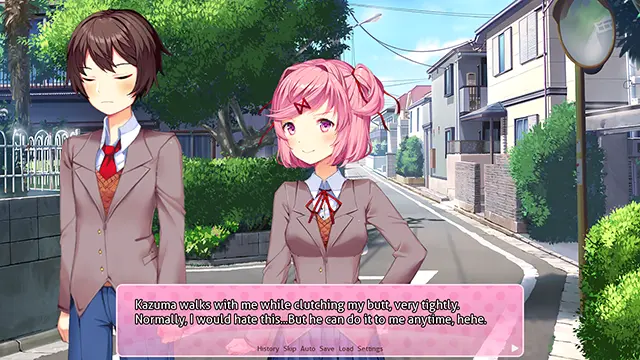 Kazuma walks with me while clutching my butt, very tightly.
Normally, I would hate this...But he can do it to me anytime, hehe.
History Skip Auto Save Load Settings